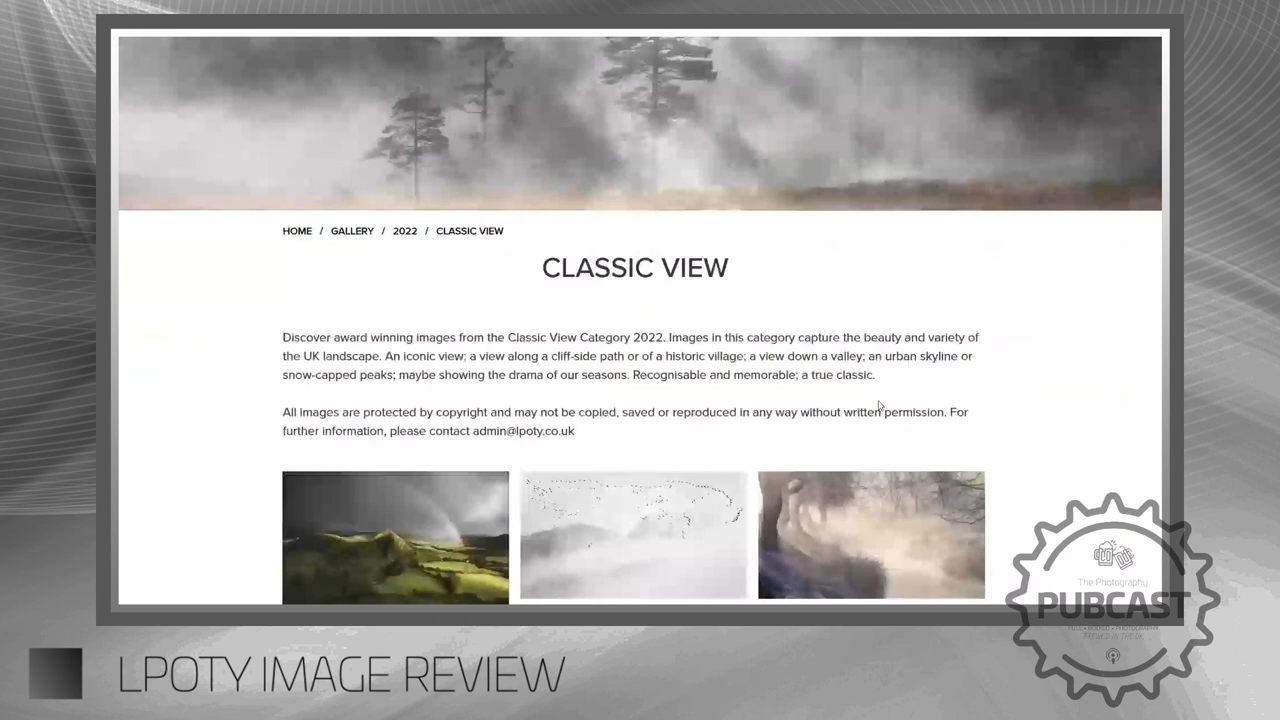 HOME / GALLERY / 2022 / CLASSIC VIEW
CLASSIC VIEW
Discover award winning images from the Classic View Category 2022. Images in this category capture the beauty and variety of
the UK landscape. An iconic view; a view along a cliff-side path or of a historic village; a view down a valley; an urban skyline or
snow-capped peaks; maybe showing the drama of our seasons. Recognisable and memorable; a true classic.
All images are protected by copyright and may not be copied, saved or reproduced in any way without written permission. For
further information, please contact admin@lpoty.co.uk
The Photography
PUBCAST
BREWED IN THE UK
LPOTY IMAGE REVIEW